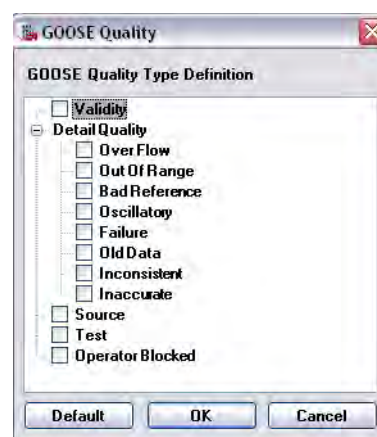 GOOSE Quality
GOOSE Quality Type Definition
Validity
Detail Quality
Over Flow
Out Of Range
Bad Reference
Oscillatory
Failure
Old Data
Inconsistent
Inaccurate
Source
Test
Operator Blocked
Default OK Cancel